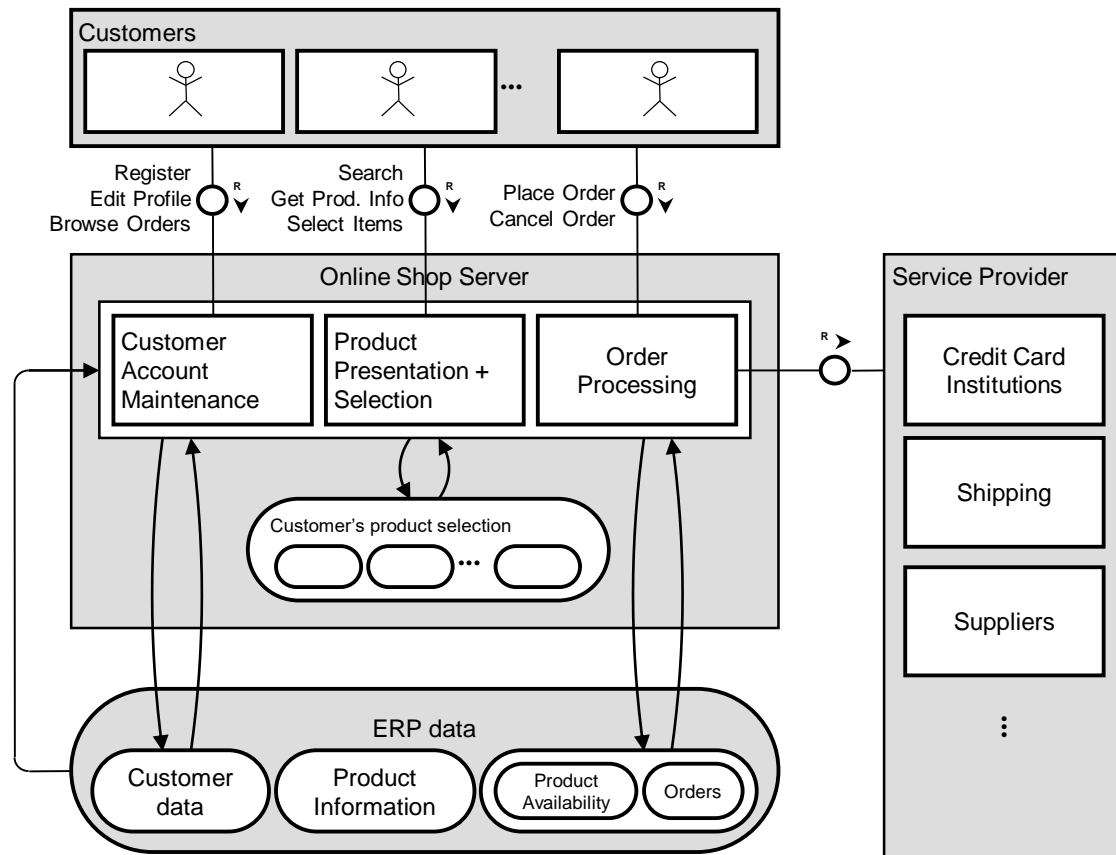 Customers
...
Register
Edit Profile
Browse Orders
R
Search
Get Prod. Info
Select Items
R
Place Order
Cancel Order
R
Online Shop Server
Customer
Account
Maintenance
Product
Presentation +
Selection
Order
Processing
R
Service Provider
Credit Card
Institutions
Shipping
Suppliers
...
Customer’s product selection
...
ERP data
Customer
data
Product
Information
Product
Availability
Orders